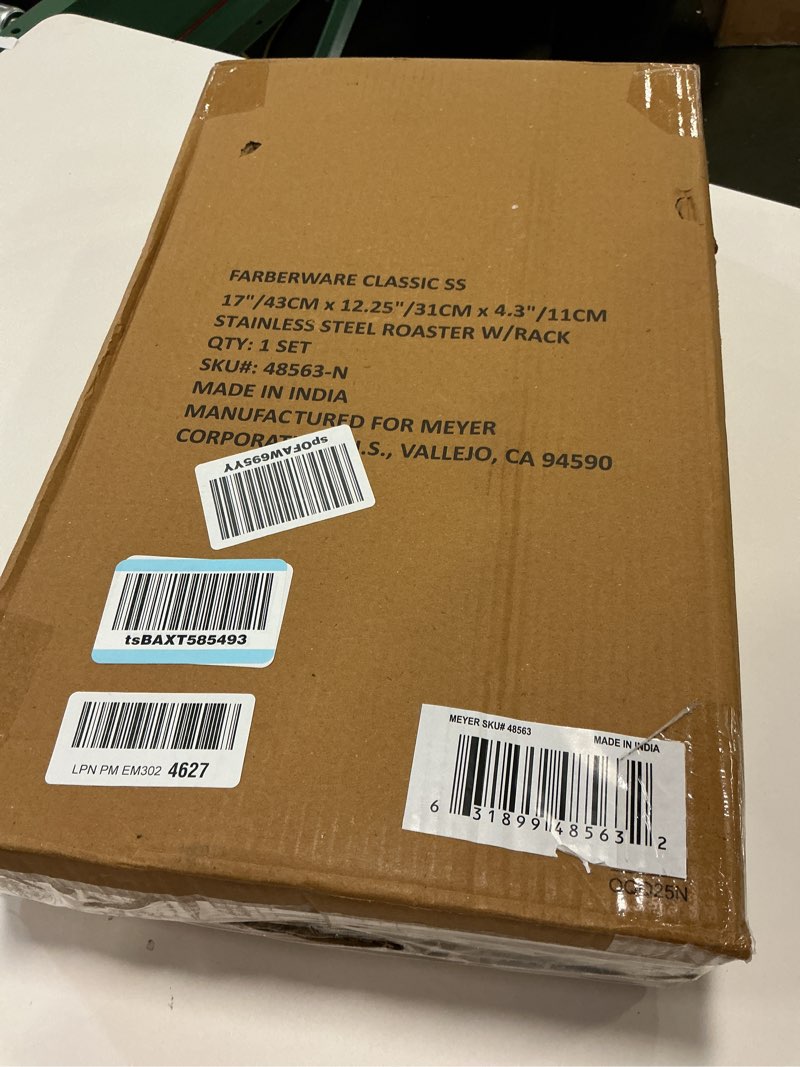 FARBERWARE CLASSIC SS
17"/43CM x 12.25"/31CM x 4.3"/11CM
STAINLESS STEEL ROASTER W/RACK
QTY: 1 SET
SKU#: 48563-N
MADE IN INDIA
MANUFACTURED FOR MEYER
.S., VALLEJO, CA 94590
spOFAW695YY
tsBAXT585493
LPN PM EM302 4627
MEYER SKU# 48563 MADE IN INDIA
6 31899 48563 2